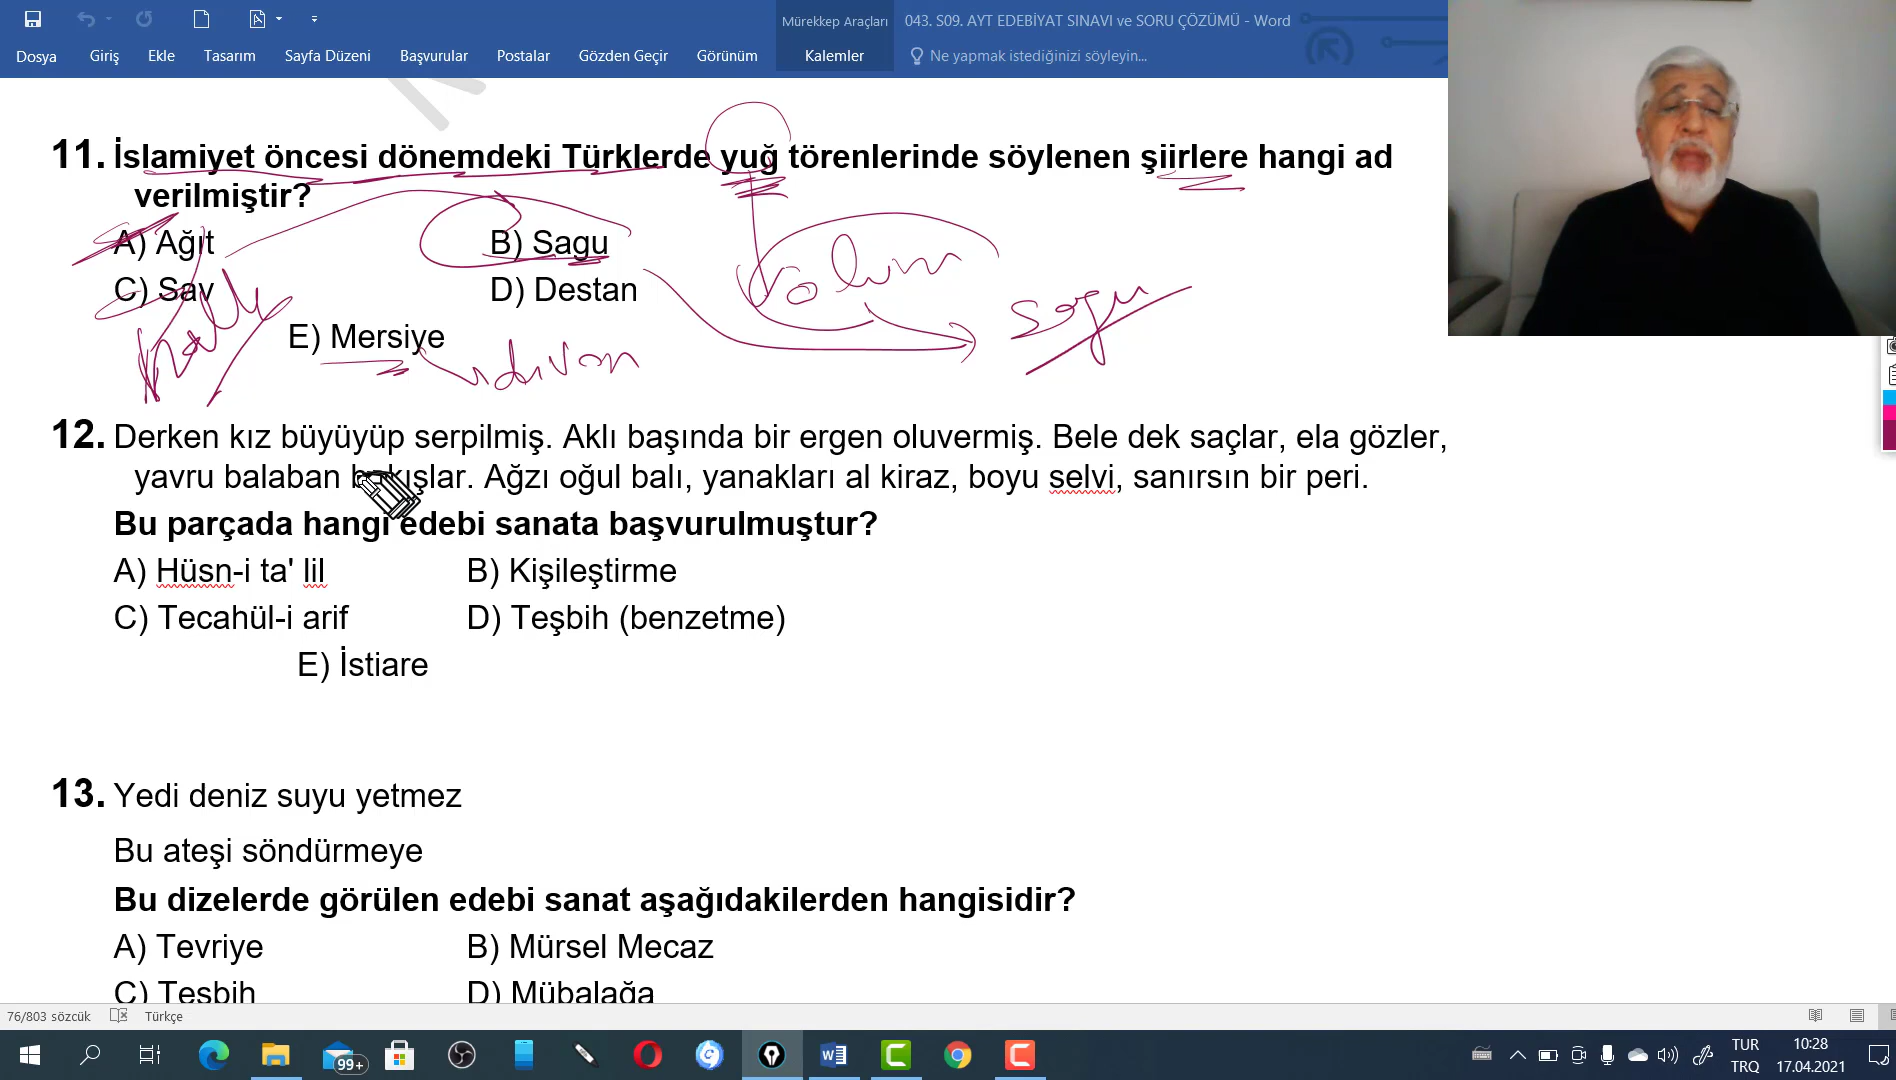 Mürekkep Araçları
043. S09. AYT EDEBİYAT SINAVI ve SORU ÇÖZÜMÜ - Word
Dosya Giriş Ekle Tasarım Sayfa Düzeni Başvurular Postalar Gözden Geçir Görünüm Kalemler Ne yapmak istediğinizi söyleyin...
11. İslamiyet öncesi dönemdeki Türklerde yuğ törenlerinde söylenen şiirlere hangi ad
verilmiştir?
A) Ağıt B) Sagu
ölüm
C) Sav D) Destan
sagu
E) Mersiye
divan
halk
12. Derken kız büyüyüp serpilmiş. Aklı başında bir ergen oluvermiş. Bele dek saçlar, ela gözler,
yavru balaban bakışlar. Ağzı oğul balı, yanakları al kiraz, boyu selvi, sanırsın bir peri.
Bu parçada hangi edebi sanata başvurulmuştur?
A) Hüsn-i ta' lil B) Kişileştirme
C) Tecahül-i arif D) Teşbih (benzetme)
E) İstiare
13. Yedi deniz suyu yetmez
Bu ateşi söndürmeye
Bu dizelerde görülen edebi sanat aşağıdakilerden hangisidir?
A) Tevriye B) Mürsel Mecaz
C) Teşbih D) Mübalağa
76/803 sözcük Türkçe
99+
TUR 10:28
TRQ 17.04.2021